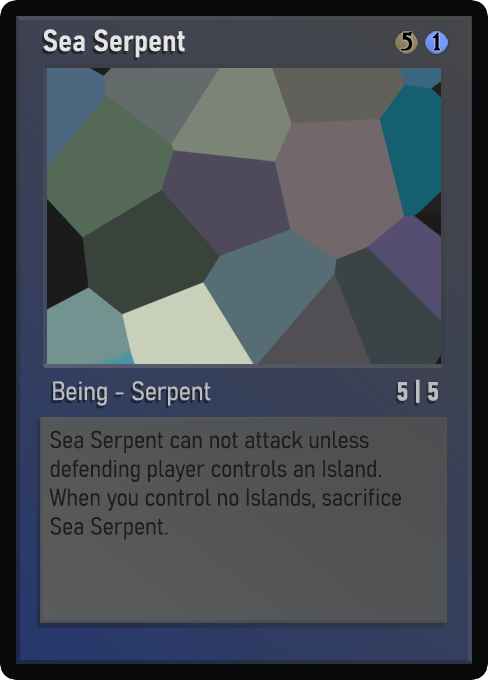 Sea Serpent 5 1
Being - Serpent 5|5
Sea Serpent can not attack unless
defending player controls an Island.
When you control no Islands, sacrifice
Sea Serpent.